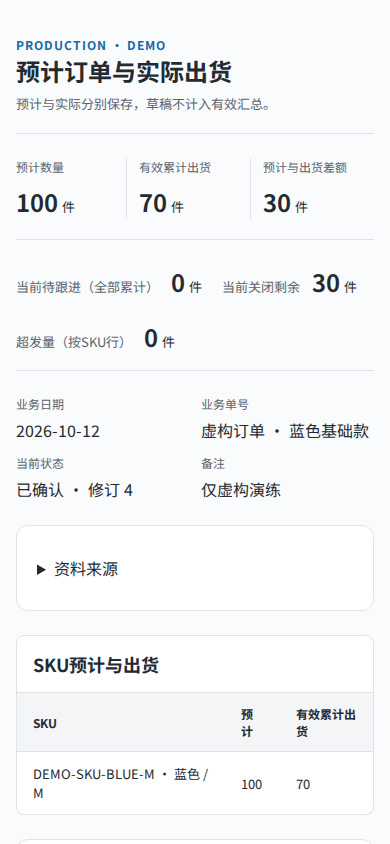 PRODUCTION · DEMO
预计订单与实际出货
预计与实际分别保存，草稿不计入有效汇总。
预计数量
有效累计出货
预计与出货差额
100 件
70 件
30 件
当前待跟进（全部累计） 0 件
当前关闭剩余 30 件
超发量（按SKU行） 0 件
业务日期
业务单号
2026-10-12
虚构订单 · 蓝色基础款
当前状态
备注
已确认 · 修订 4
仅虚构演练
▶ 资料来源
SKU预计与出货
SKU
预
计
有效累计出
货
DEMO-SKU-BLUE-M · 蓝色 /
M
100
70